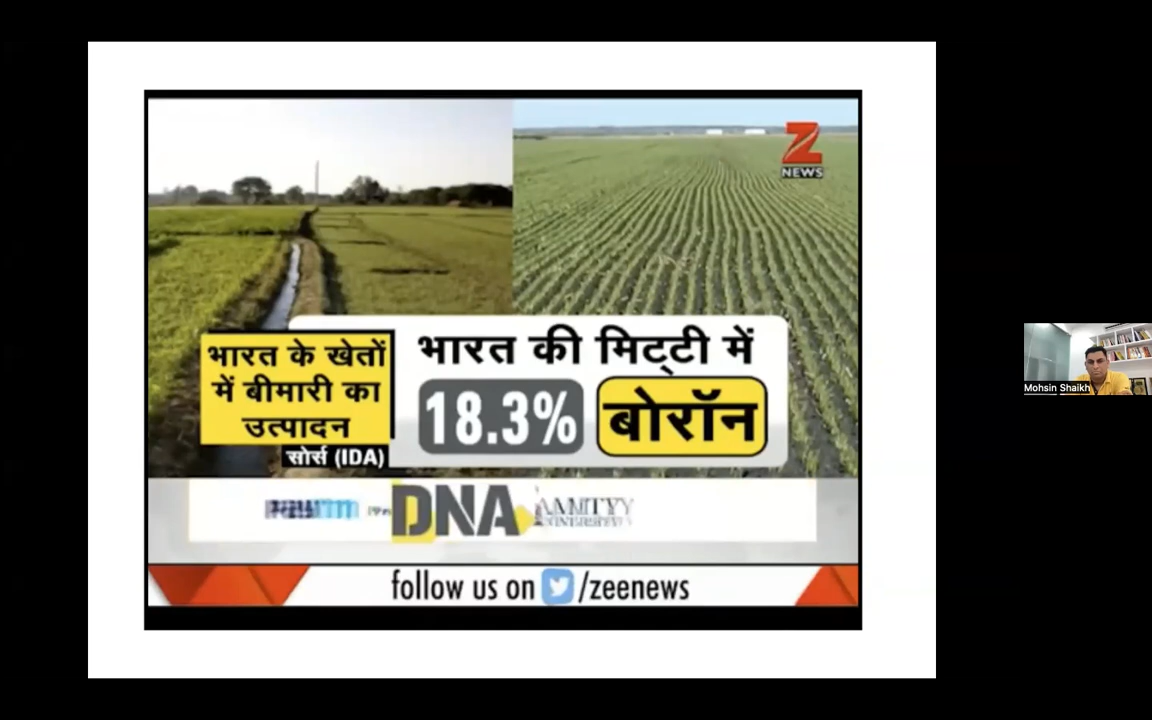 Z
NEWS
भारत के खेतों
में बीमारी का
उत्पादन
सोर्स (IDA)
भारत की मिट्टी में
18.3% बोरॉन
DNA
follow us on /zeenews
Mohsin Shaikh